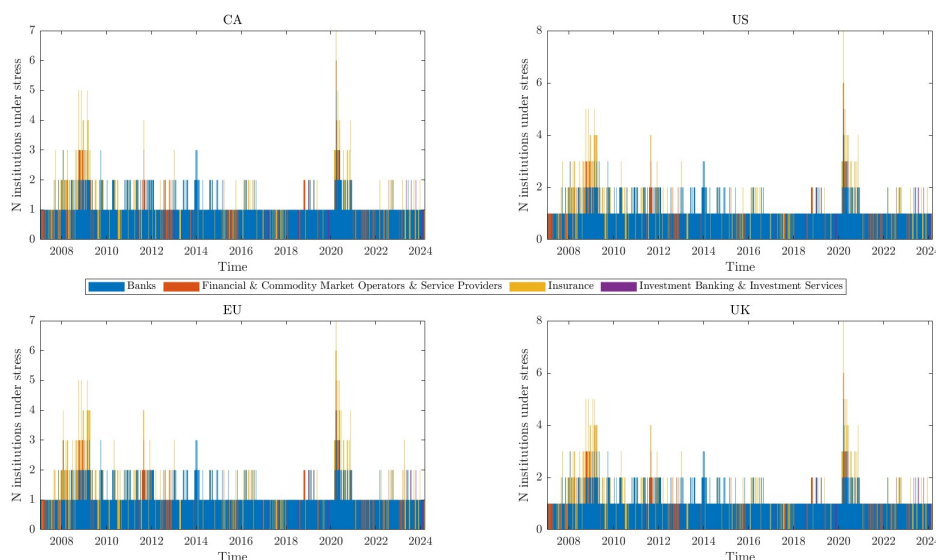 CA
7
6
5
4
3
2
1
0
N institutions under stress
2008 2010 2012 2014 2016 2018 2020 2022 2024
Time
US
8
6
4
2
0
N institutions under stress
2008 2010 2012 2014 2016 2018 2020 2022 2024
Time
Banks Financial & Commodity Market Operators & Service Providers Insurance Investment Banking & Investment Services
EU
7
6
5
4
3
2
1
0
N institutions under stress
2008 2010 2012 2014 2016 2018 2020 2022 2024
Time
UK
8
6
4
2
0
N institutions under stress
2008 2010 2012 2014 2016 2018 2020 2022 2024
Time